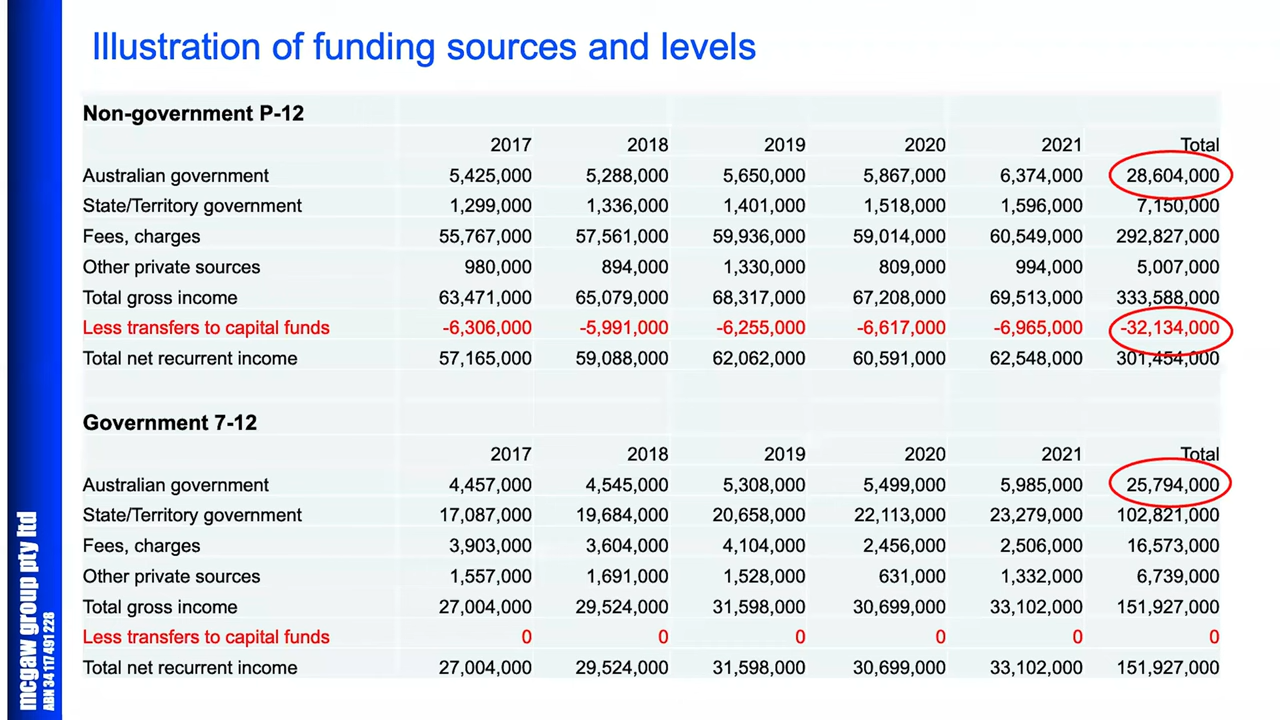 Illustration of funding sources and levels
Non-government P-12
2017 2018 2019 2020 2021 Total
Australian government 5,425,000 5,288,000 5,650,000 5,867,000 6,374,000 28,604,000
State/Territory government 1,299,000 1,336,000 1,401,000 1,518,000 1,596,000 7,150,000
Fees, charges 55,767,000 57,561,000 59,936,000 59,014,000 60,549,000 292,827,000
Other private sources 980,000 894,000 1,330,000 809,000 994,000 5,007,000
Total gross income 63,471,000 65,079,000 68,317,000 67,208,000 69,513,000 333,588,000
Less transfers to capital funds -6,306,000 -5,991,000 -6,255,000 -6,617,000 -6,965,000 -32,134,000
Total net recurrent income 57,165,000 59,088,000 62,062,000 60,591,000 62,548,000 301,454,000
Government 7-12
2017 2018 2019 2020 2021 Total
Australian government 4,457,000 4,545,000 5,308,000 5,499,000 5,985,000 25,794,000
State/Territory government 17,087,000 19,684,000 20,658,000 22,113,000 23,279,000 102,821,000
Fees, charges 3,903,000 3,604,000 4,104,000 2,456,000 2,506,000 16,573,000
Other private sources 1,557,000 1,691,000 1,528,000 631,000 1,332,000 6,739,000
Total gross income 27,004,000 29,524,000 31,598,000 30,699,000 33,102,000 151,927,000
Less transfers to capital funds 0 0 0 0 0 0
Total net recurrent income 27,004,000 29,524,000 31,598,000 30,699,000 33,102,000 151,927,000
mcgaw group pty ltd
ABN 34 117 491 228